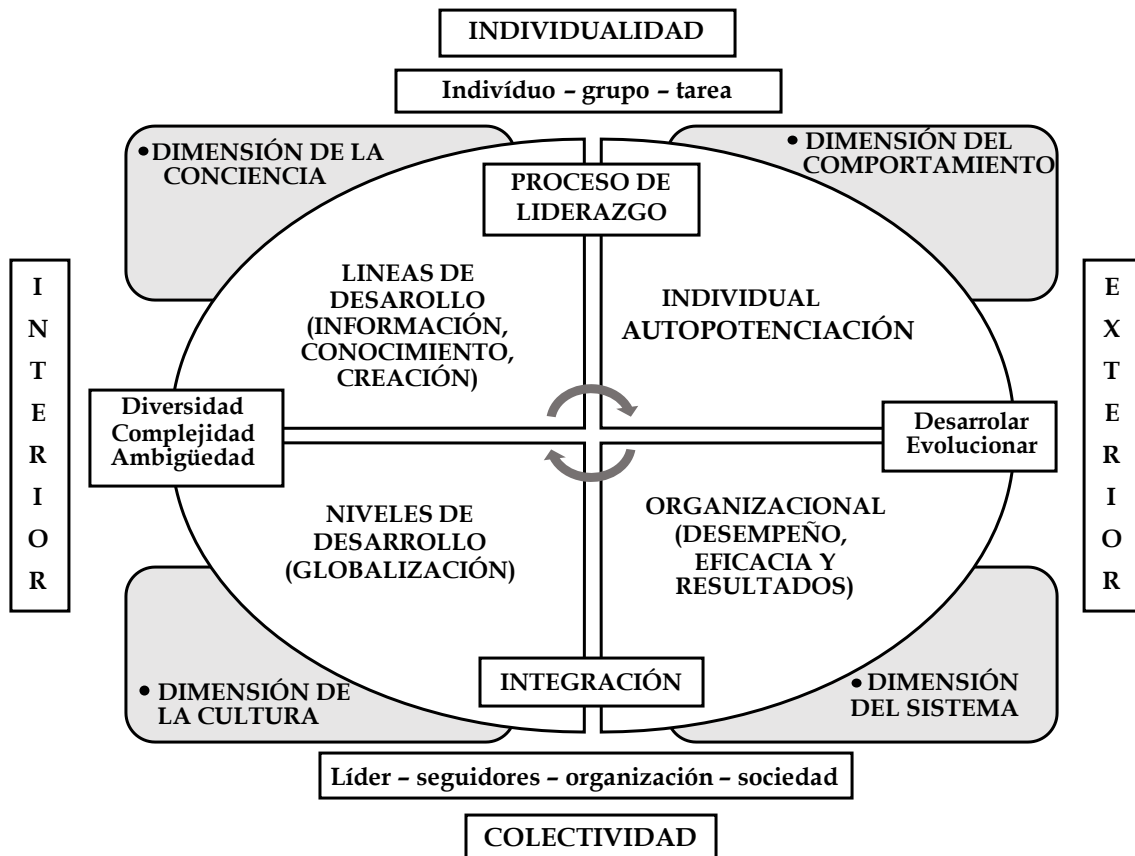 INDIVIDUALIDAD
Indivíduo – grupo – tarea
• DIMENSIÓN DE LA
CONCIENCIA
• DIMENSIÓN DEL
COMPORTAMIENTO
PROCESO DE
LIDERAZGO
I
N
T
E
R
I
O
R
LINEAS DE
DESAROLLO
(INFORMACIÓN,
CONOCIMIENTO,
CREACIÓN)
INDIVIDUAL
AUTOPOTENCIACIÓN
E
X
T
E
R
I
O
R
Diversidad
Complejidad
Ambigüedad
Desarrolar
Evolucionar
NIVELES DE
DESARROLLO
(GLOBALIZACIÓN)
ORGANIZACIONAL
(DESEMPEÑO,
EFICACIA Y
RESULTADOS)
• DIMENSIÓN DE
LA CULTURA
INTEGRACIÓN
• DIMENSIÓN
DEL SISTEMA
Líder – seguidores – organización – sociedad
COLECTIVIDAD